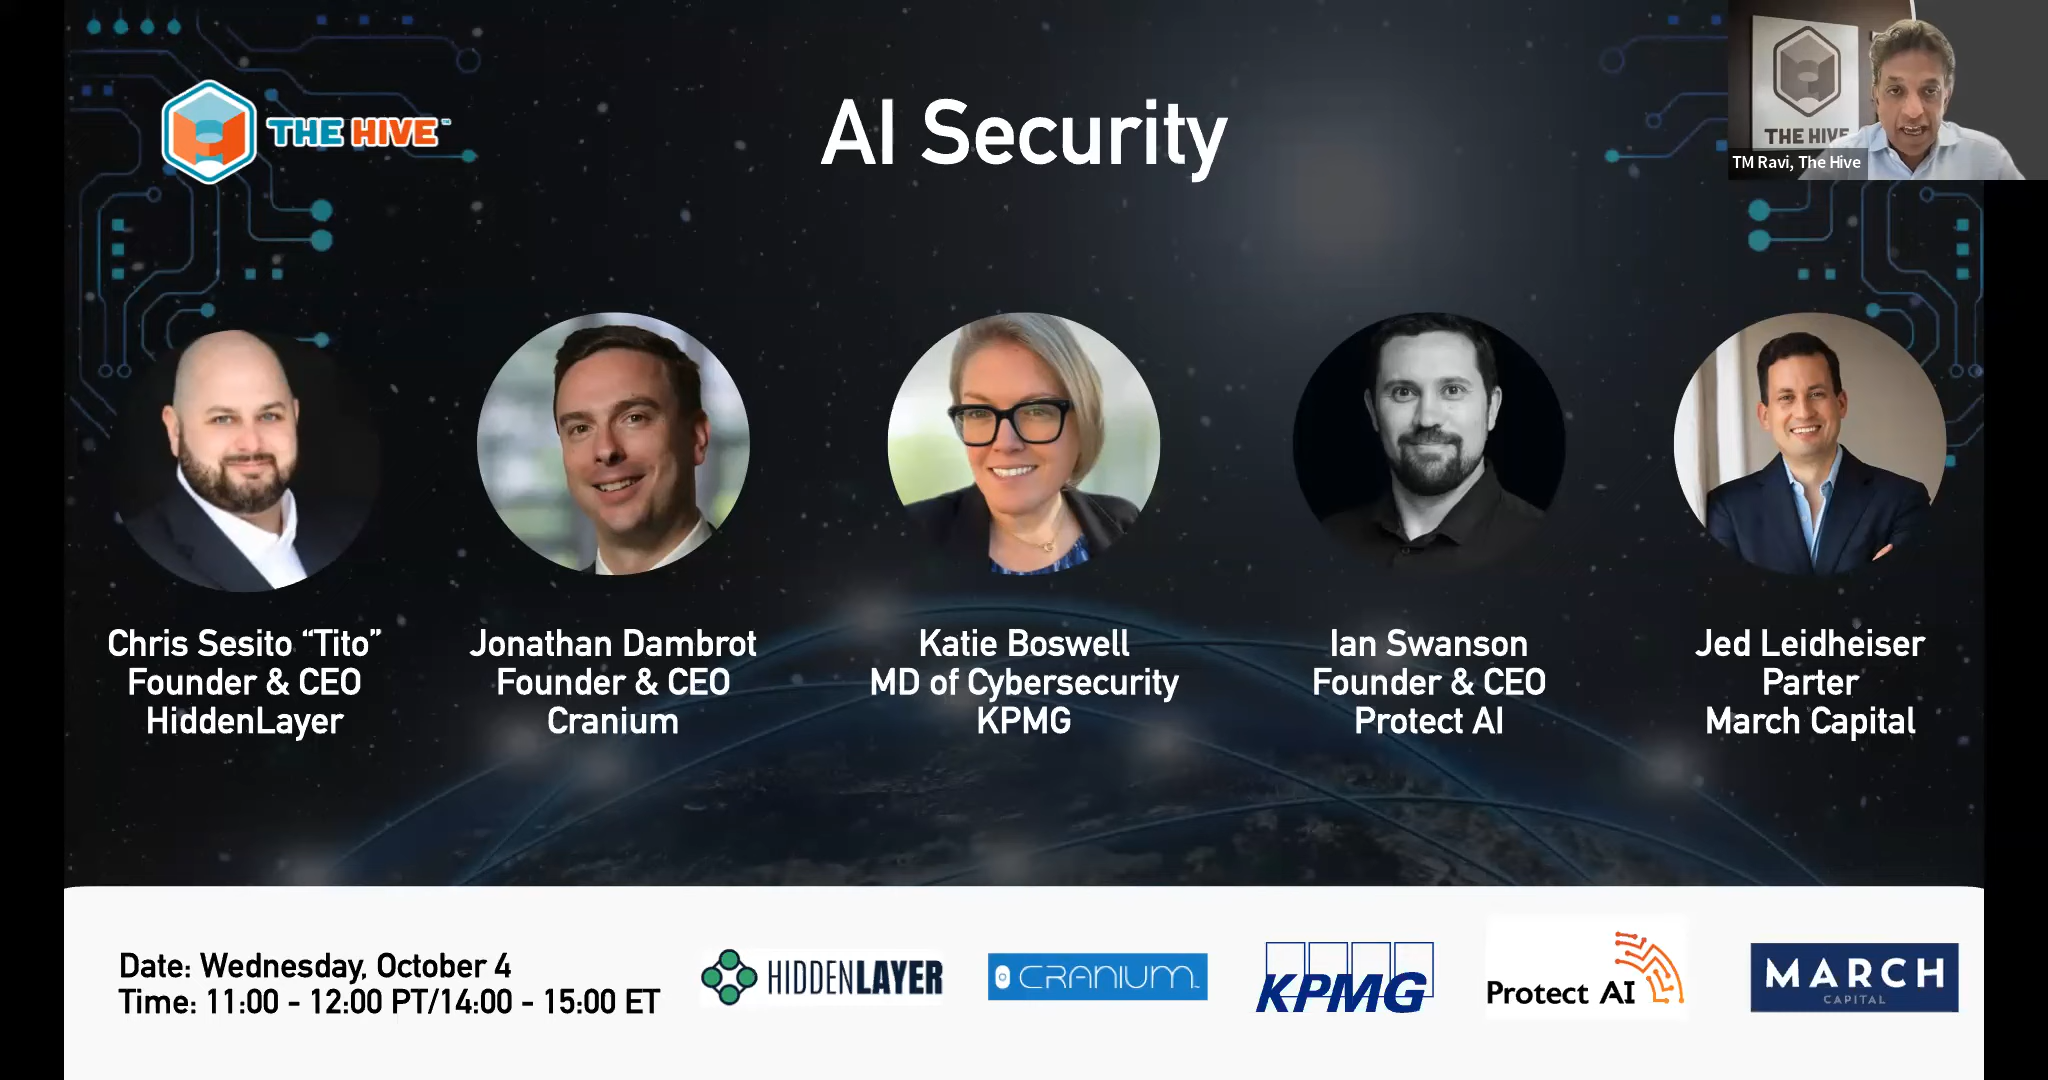 THE HIVE™
AI Security
THE HIVE
TM Ravi, The Hive
Chris Sesito “Tito”
Founder & CEO
HiddenLayer
Jonathan Dambrot
Founder & CEO
Cranium
Katie Boswell
MD of Cybersecurity
KPMG
Ian Swanson
Founder & CEO
Protect AI
Jed Leidheiser
Parter
March Capital
Date: Wednesday, October 4
Time: 11:00 - 12:00 PT/14:00 - 15:00 ET
HIDDENLAYER
CRANIUM
KPMG
Protect AI
MARCH
CAPITAL